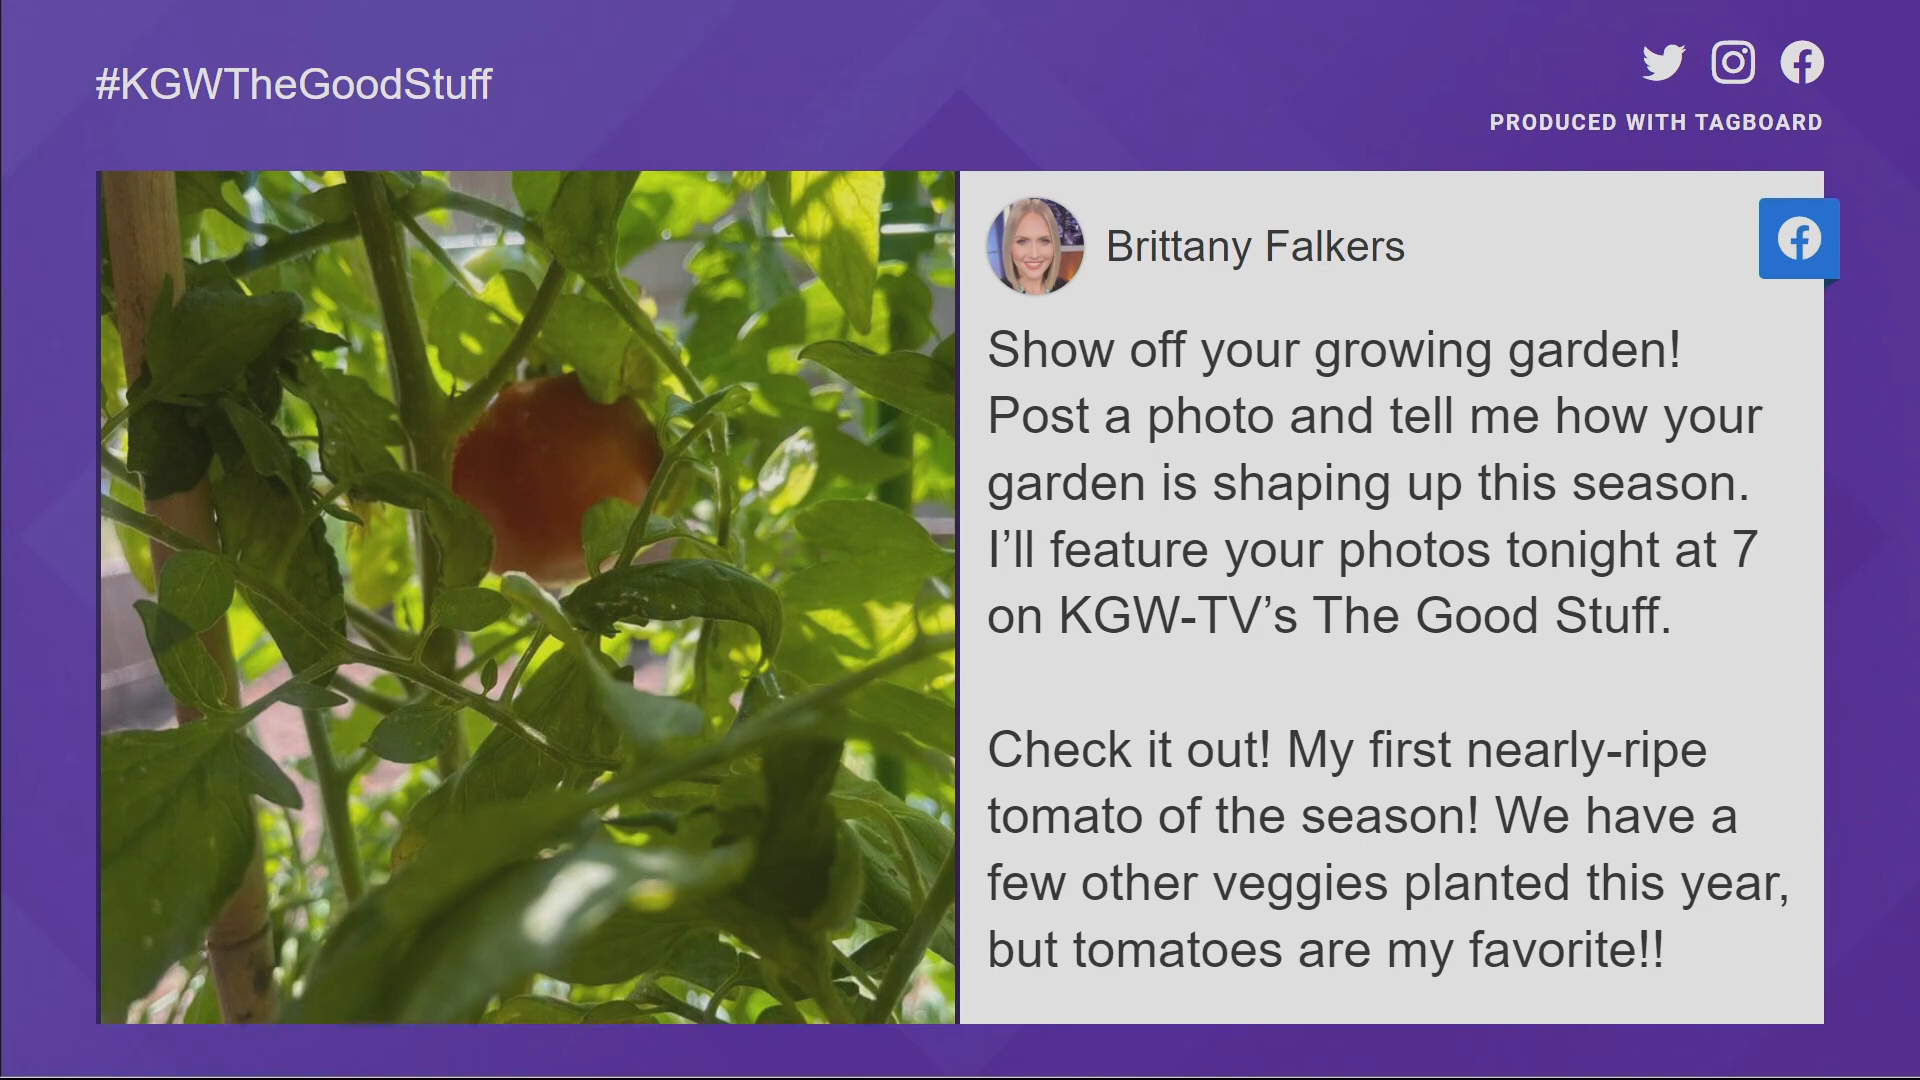 #KGWTheGoodStuff
PRODUCED WITH TAGBOARD
Brittany Falkers
Show off your growing garden!
Post a photo and tell me how your
garden is shaping up this season.
I’ll feature your photos tonight at 7
on KGW-TV’s The Good Stuff.
Check it out! My first nearly-ripe
tomato of the season! We have a
few other veggies planted this year,
but tomatoes are my favorite!!